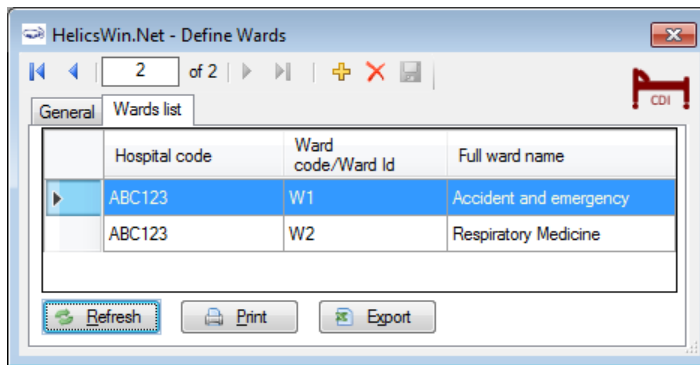 HelicsWin.Net - Define Wards
2 of 2
CDI
General Wards list
Hospital code Ward code/Ward Id Full ward name
ABC123 W1 Accident and emergency
ABC123 W2 Respiratory Medicine
Refresh Print Export